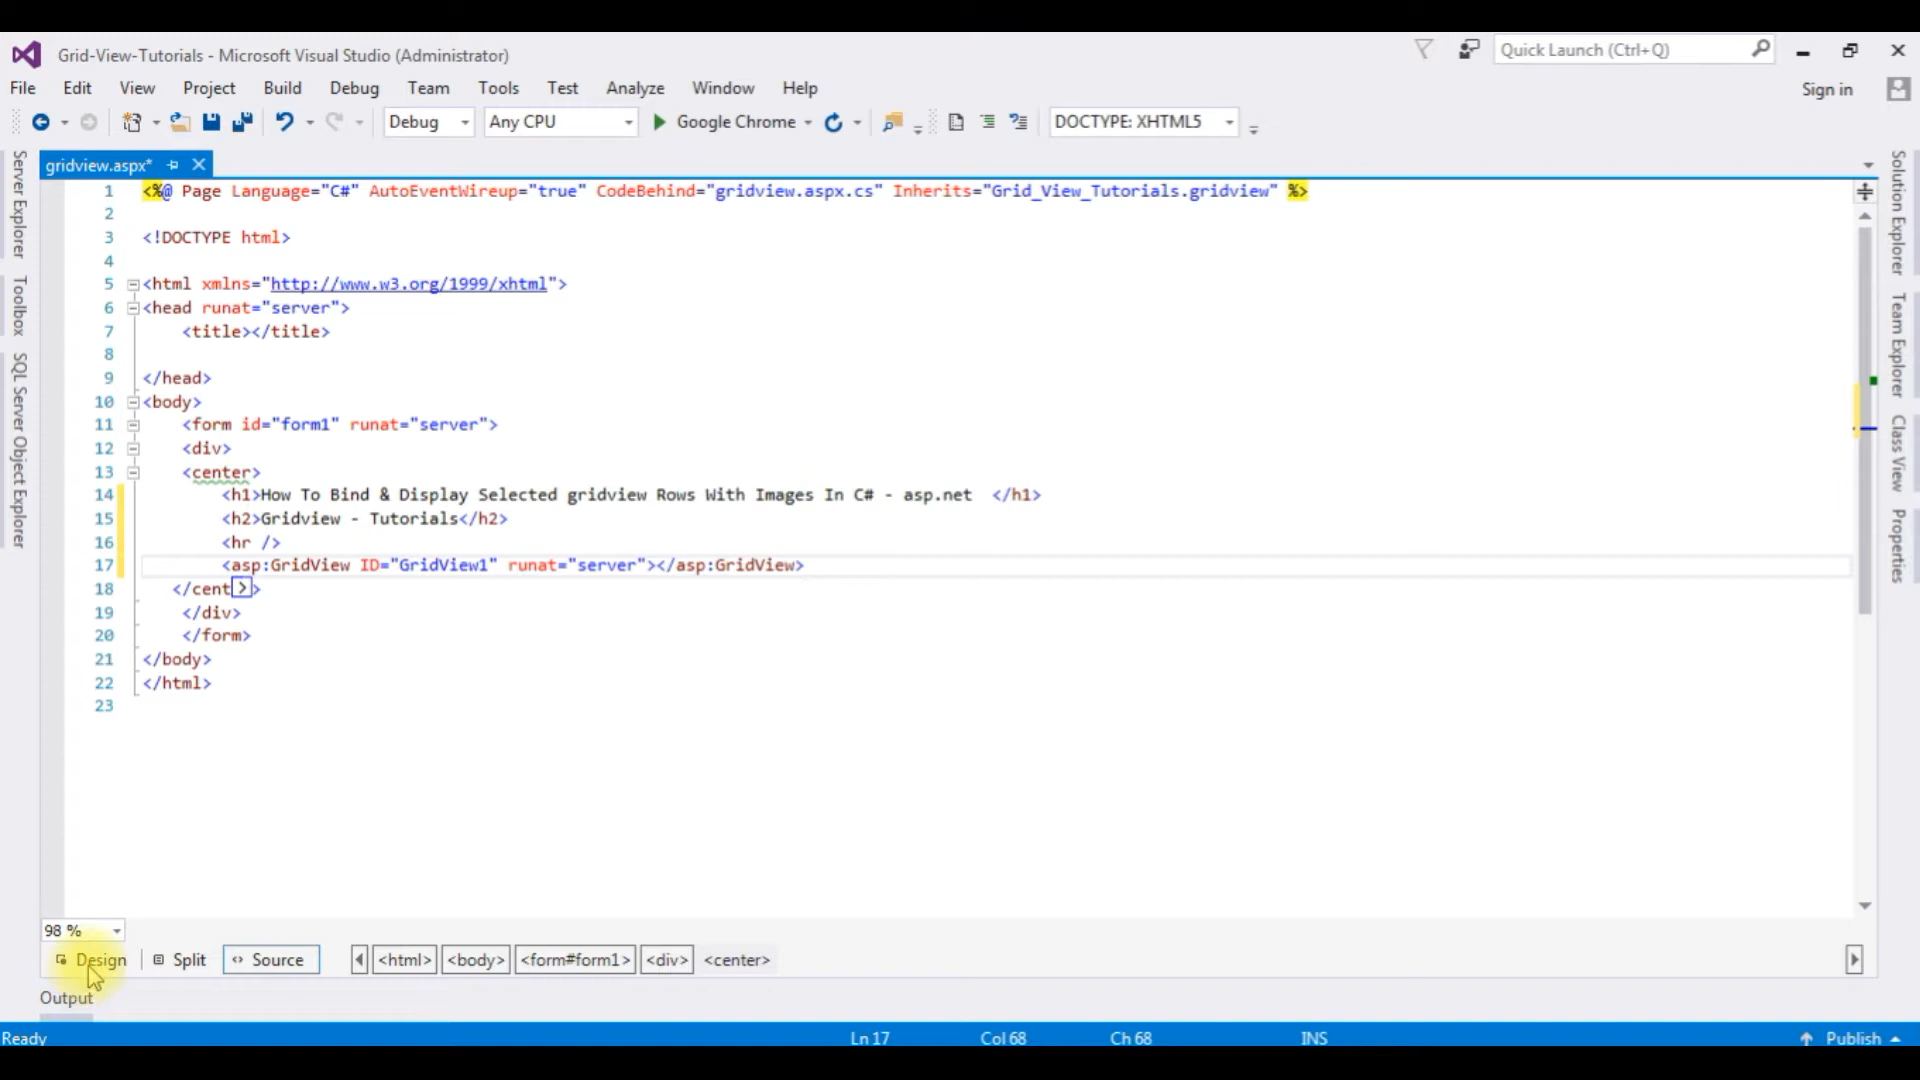 Grid-View-Tutorials - Microsoft Visual Studio (Administrator)
Quick Launch (Ctrl+Q)
File Edit View Project Build Debug Team Tools Test Analyze Window Help
Sign in
Debug Any CPU Google Chrome DOCTYPE: XHTML5
gridview.aspx*
Server Explorer
Toolbox
SQL Server Object Explorer
1 <%@ Page Language="C#" AutoEventWireup="true" CodeBehind="gridview.aspx.cs" Inherits="Grid_View_Tutorials.gridview" %>
2
3 <!DOCTYPE html>
4
5 <html xmlns="http://www.w3.org/1999/xhtml">
6 <head runat="server">
7 <title></title>
8
9 </head>
10 <body>
11 <form id="form1" runat="server">
12 <div>
13 <center>
14 <h1>How To Bind & Display Selected gridview Rows With Images In C# - asp.net </h1>
15 <h2>Gridview - Tutorials</h2>
16 <hr />
17 <asp:GridView ID="GridView1" runat="server"></asp:GridView>
18 </cent>>
19 </div>
20 </form>
21 </body>
22 </html>
23
Solution Explorer
Team Explorer
Class View
Properties
98 %
Design Split Source <html> <body> <form#form1> <div> <center>
Output
Ready Ln 17 Col 68 Ch 68 INS Publish